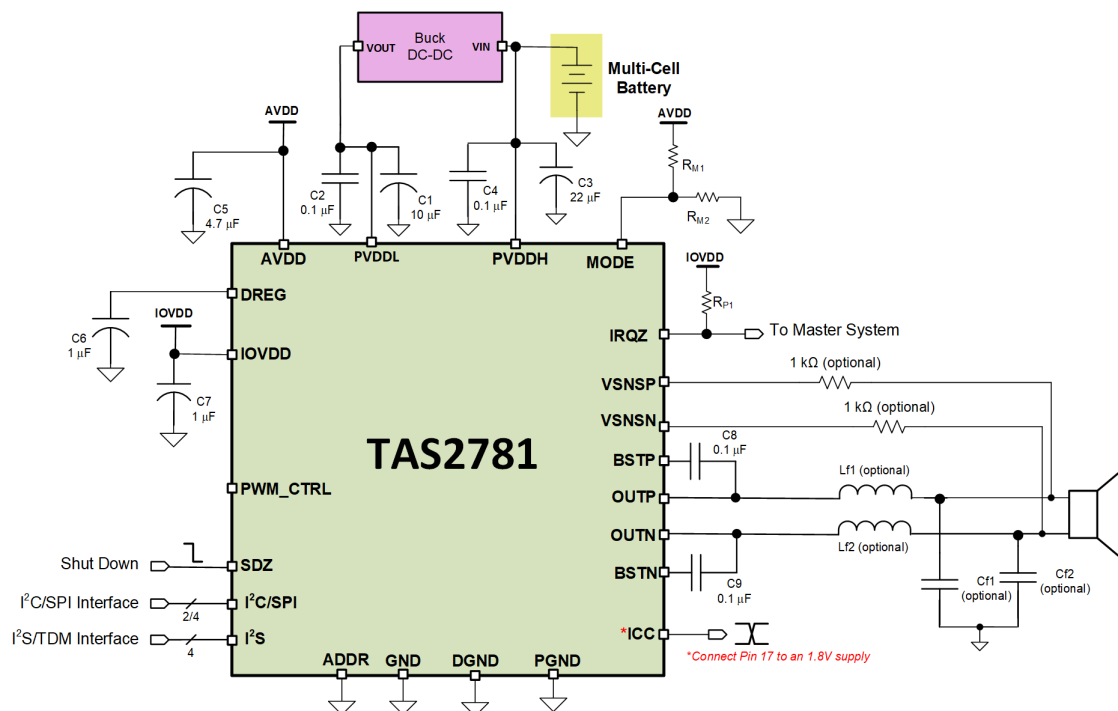 Buck
DC-DC
VOUT
VIN
Multi-Cell
Battery
AVDD
AVDD
RM1
RM2
C5
4.7 µF
C2
0.1 µF
C1
10 µF
C4
0.1 µF
C3
22 µF
AVDD
PVDDL
PVDDH
MODE
DREG
C6
1 µF
IOVDD
IOVDD
C7
1 µF
IOVDD
RP1
IRQZ
To Master System
1 kΩ (optional)
VSNSP
1 kΩ (optional)
VSNSN
TAS2781
C8
0.1 µF
BSTP
Lf1 (optional)
OUTP
PWM_CTRL
OUTN
Lf2 (optional)
BSTN
C9
0.1 µF
Cf1
(optional)
Cf2
(optional)
Shut Down
SDZ
I²C/SPI Interface
2/4
I²C/SPI
I²S/TDM Interface
4
I²S
*ICC
*Connect Pin 17 to an 1.8V supply
ADDR
GND
DGND
PGND